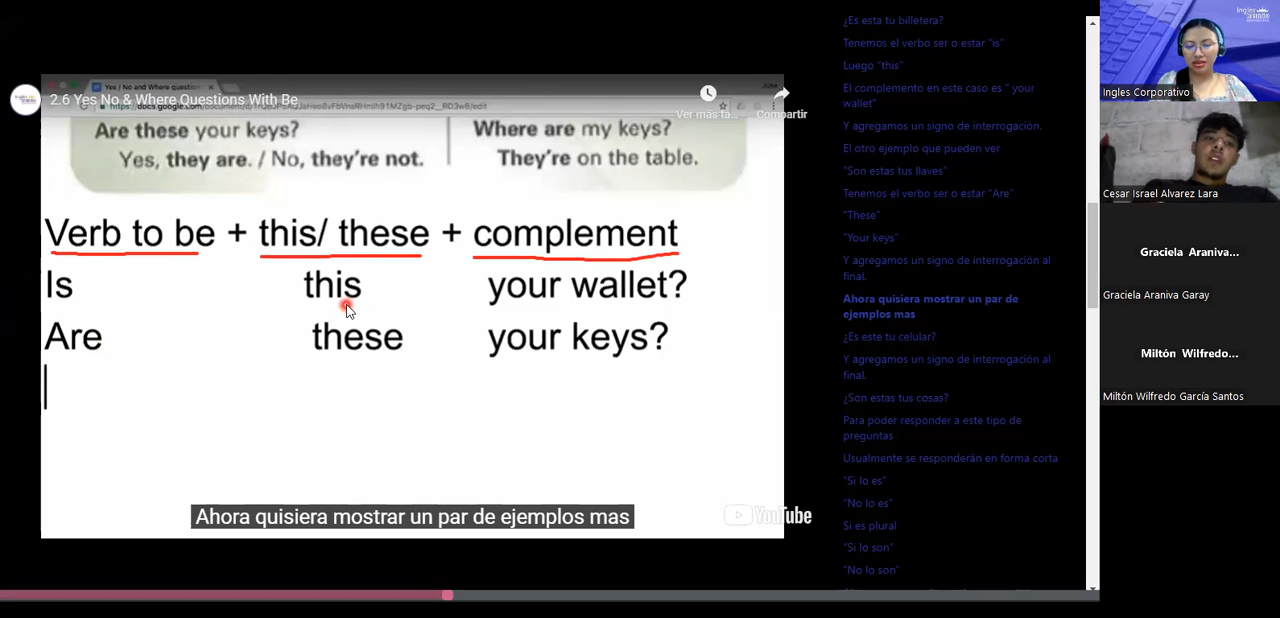 Yes / No and Where question
2.6 Yes No & Where Questions With Be
Ver más ta...
Compartir
Are these your keys?
Yes, they are. / No, they're not.
Where are my keys?
They're on the table.
Verb to be + this/ these + complement
Is this your wallet?
Are these your keys?
Ahora quisiera mostrar un par de ejemplos mas
YouTube
¿Es esta tu billetera?
Tenemos el verbo ser o estar "is"
Luego "this"
El complemento en este caso es " your
wallet"
Y agregamos un signo de interrogación.
El otro ejemplo que pueden ver
"Son estas tus llaves"
Tenemos el verbo ser o estar "Are"
"These"
"Your keys"
Y agregamos un signo de interrogación al
final.
Ahora quisiera mostrar un par de
ejemplos mas
¿Es este tu celular?
Y agregamos un signo de interrogación al
final.
¿Son estas tus cosas?
Para poder responder a este tipo de
preguntas
Usualmente se responderán en forma corta
"Si lo es"
"No lo es"
Si es plural
"Si lo son"
"No lo son"
Ingles
Ingles Corporativo
Cesar Israel Alvarez Lara
Graciela Araniva...
Graciela Araniva Garay
Miltón Wilfredo...
Miltón Wilfredo García Santos